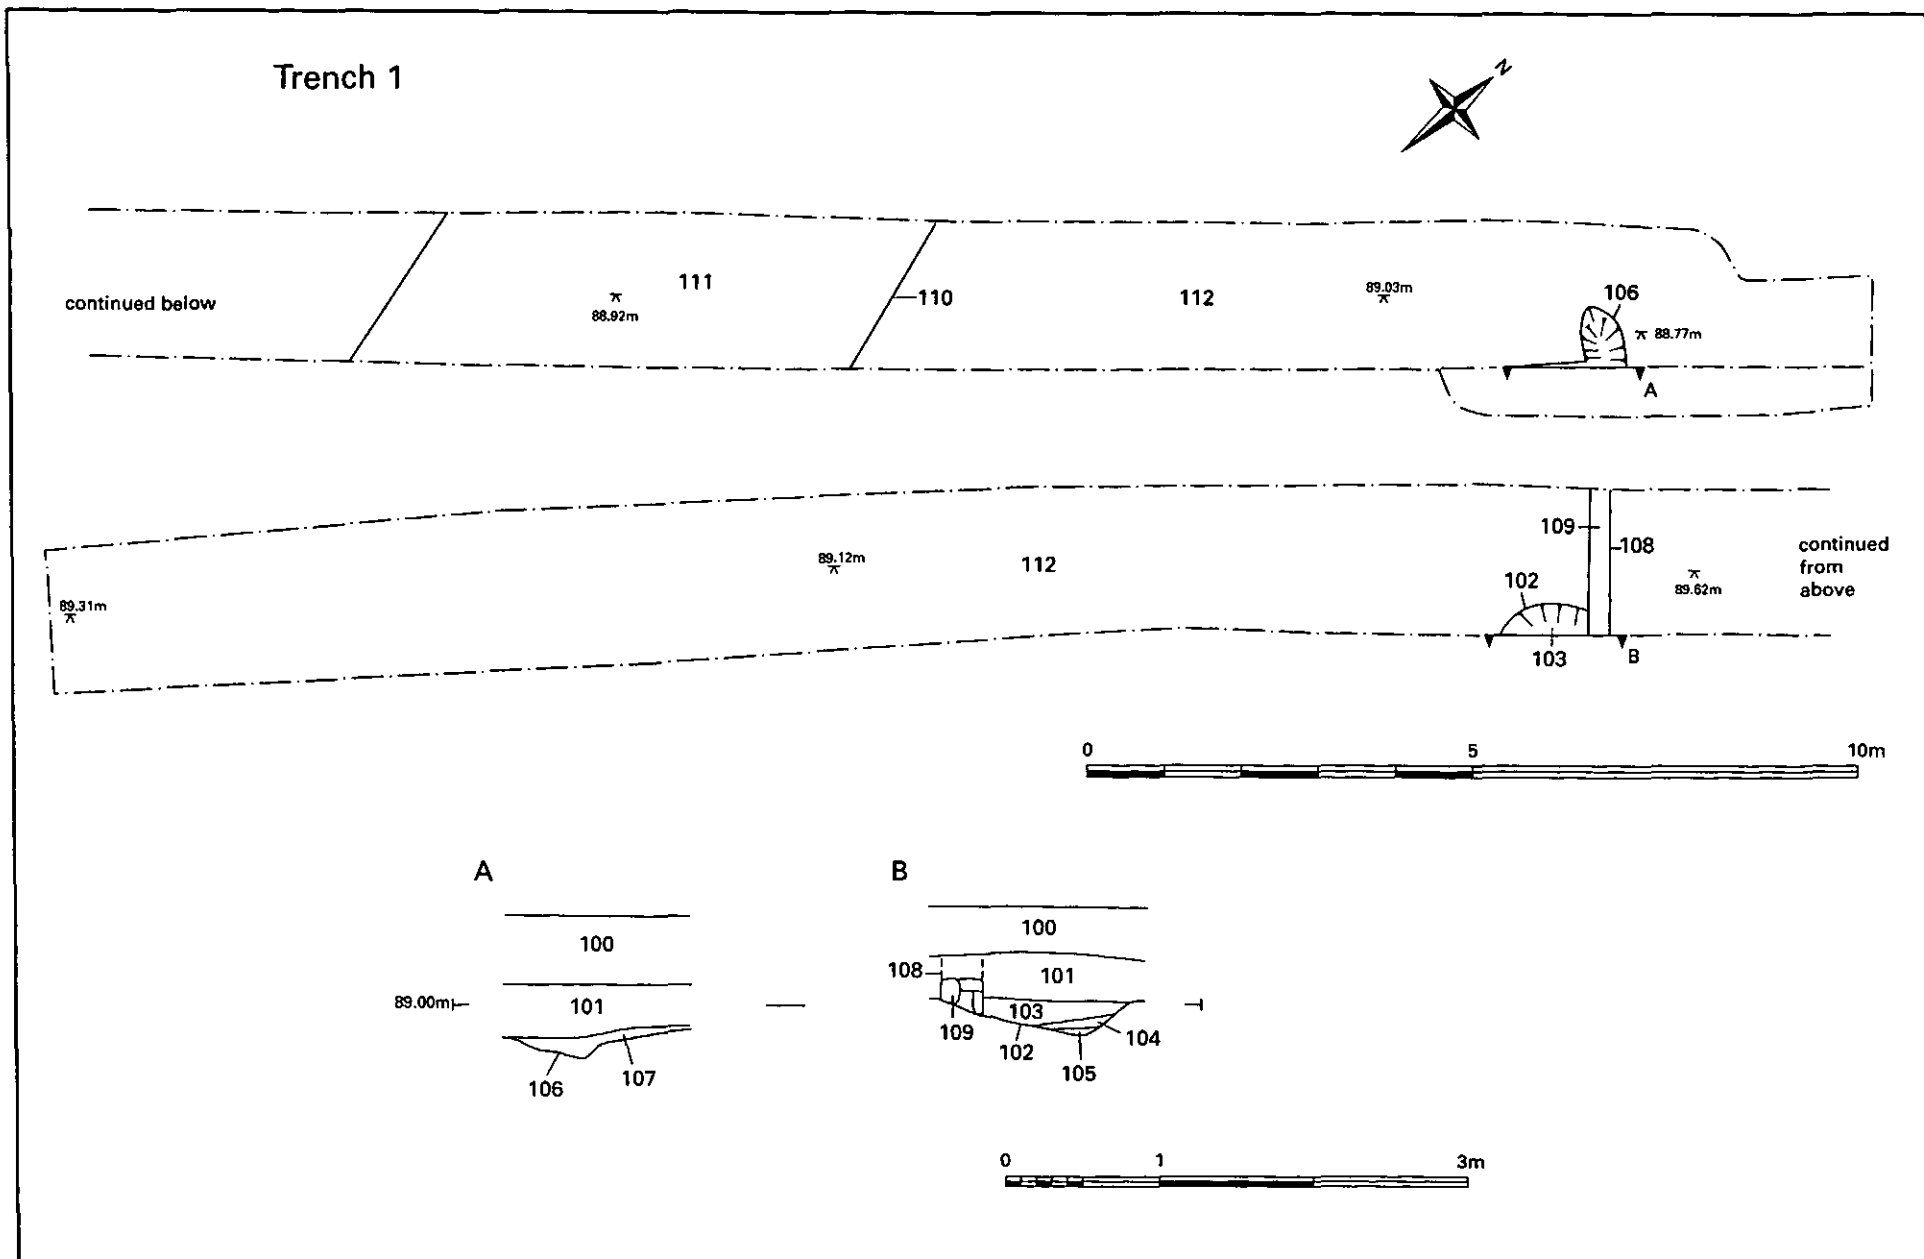 Trench 1
N
continued below
111
88.92m
110
112
89.03m
106
88.77m
A
109
108
89.12m
112
102
89.62m
continued
from
above
89.31m
103
B
0 5 10m
A
B
100
100
108
101
89.00m
101
103
109
102
104
106
107
105
0 1 3m